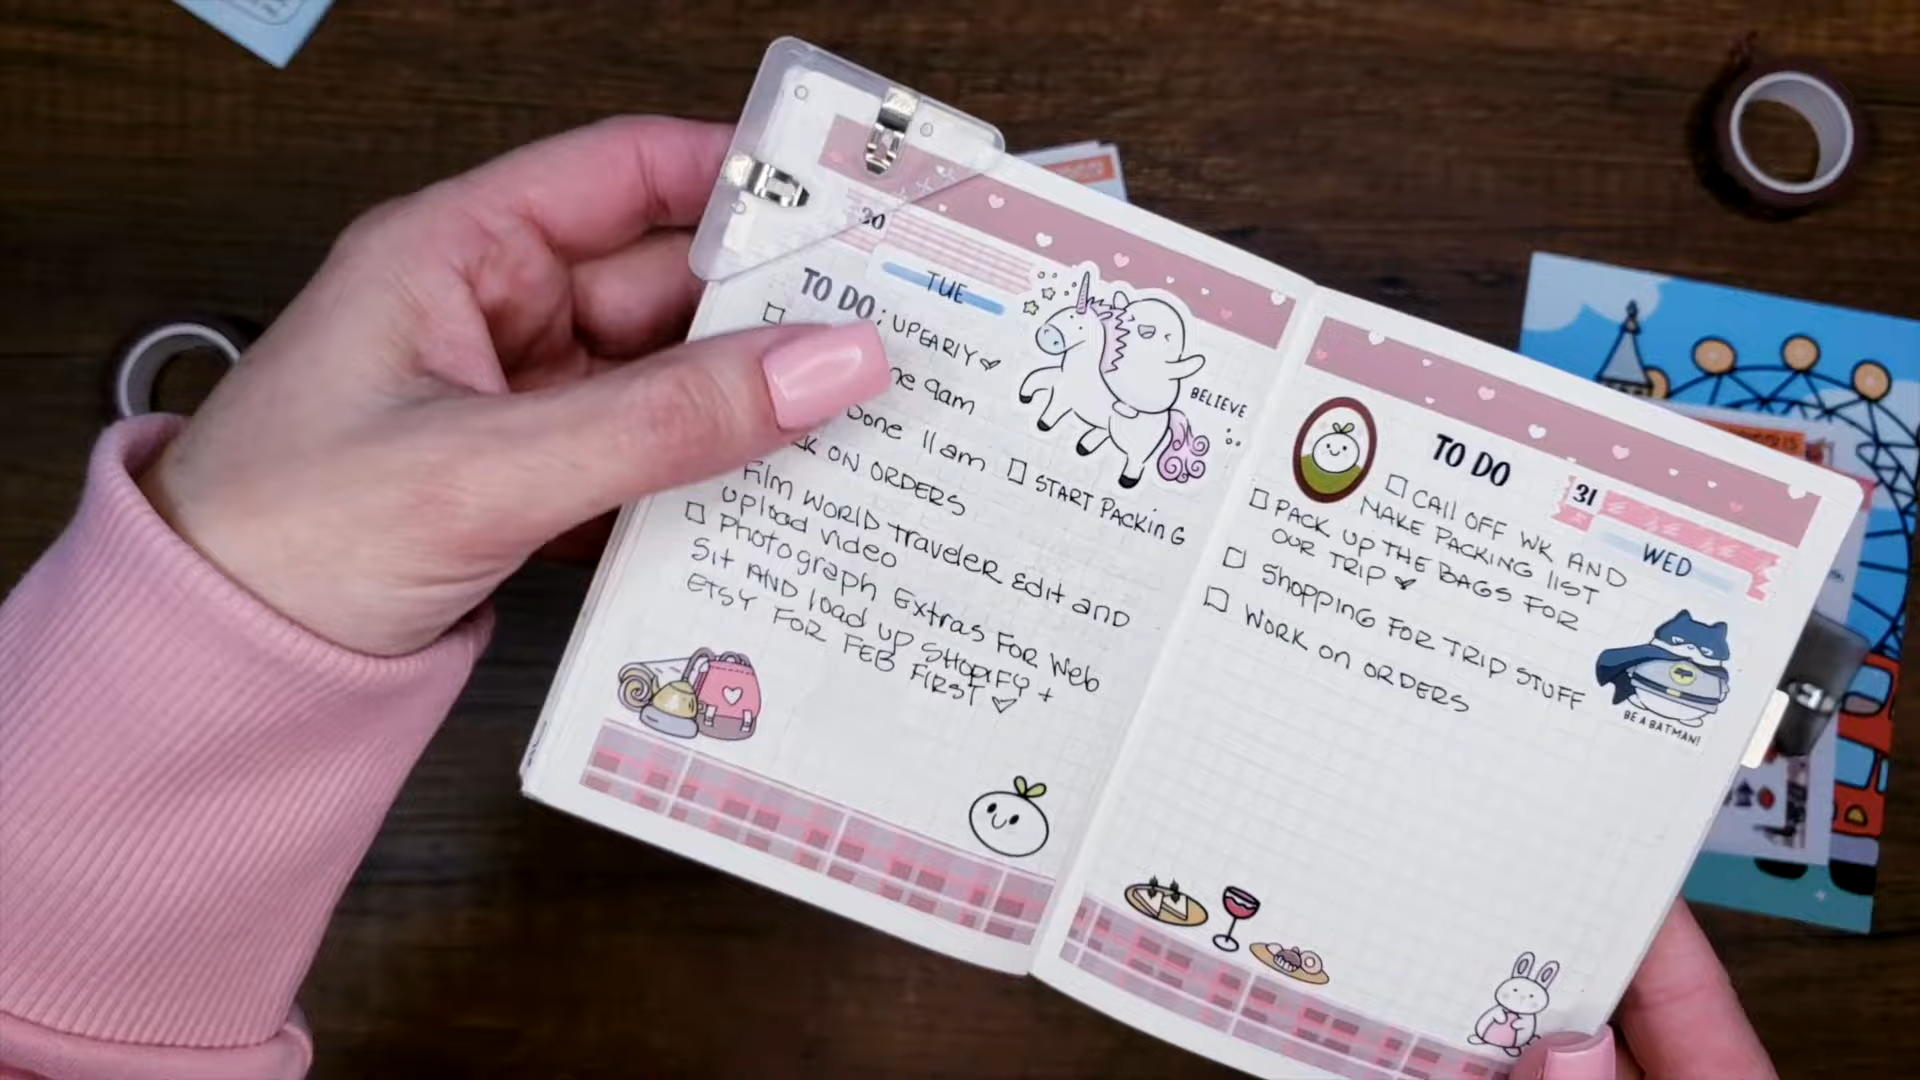 30
TUE
TO DO
; UP EARlY
9am
Done 11am
ON ORDERS
START PACKiNG
Film WORlD TraveleR Edit and
uplOad VideO
PhOtOgraph Extras FOR Web
Sit AND lOad up SHOPiFY +
ETSY FOR FEB FiRST
BELIEVE
TO DO
31
WED
CAll OFF WK AND
MAKE PACKING liST
PACK UP THE BAGS FOR
OUR TRIP
ShOppING FOR TRIP STUFF
WORK On ORDERS
BE A BATMAN!